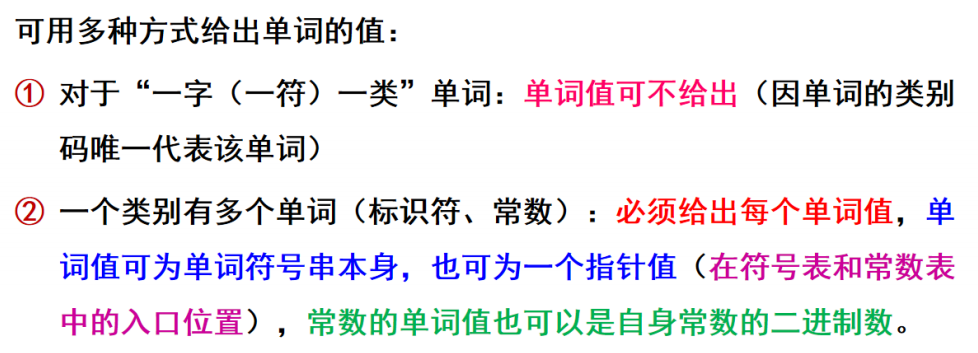 可用多种方式给出单词的值：
① 对于“一字（一符）一类”单词：单词值可不给出（因单词的类别
码唯一代表该单词）
② 一个类别有多个单词（标识符、常数）：必须给出每个单词值，单
词值可为单词符号串本身，也可为一个指针值（在符号表和常数表
中的入口位置），常数的单词值也可以是自身常数的二进制数。